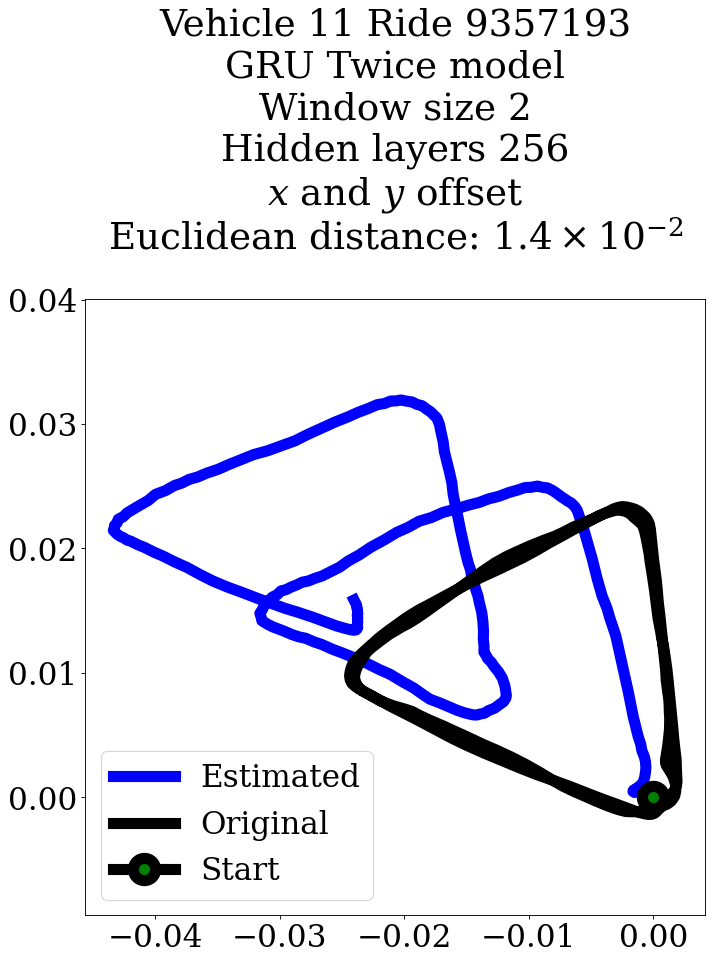 Vehicle 11 Ride 9357193
GRU Twice model
Window size 2
Hidden layers 256
x and y offset
Euclidean distance: 1.4 × 10⁻²
0.04
0.03
0.02
0.01
0.00
Estimated
Original
Start
−0.04 −0.03 −0.02 −0.01 0.00